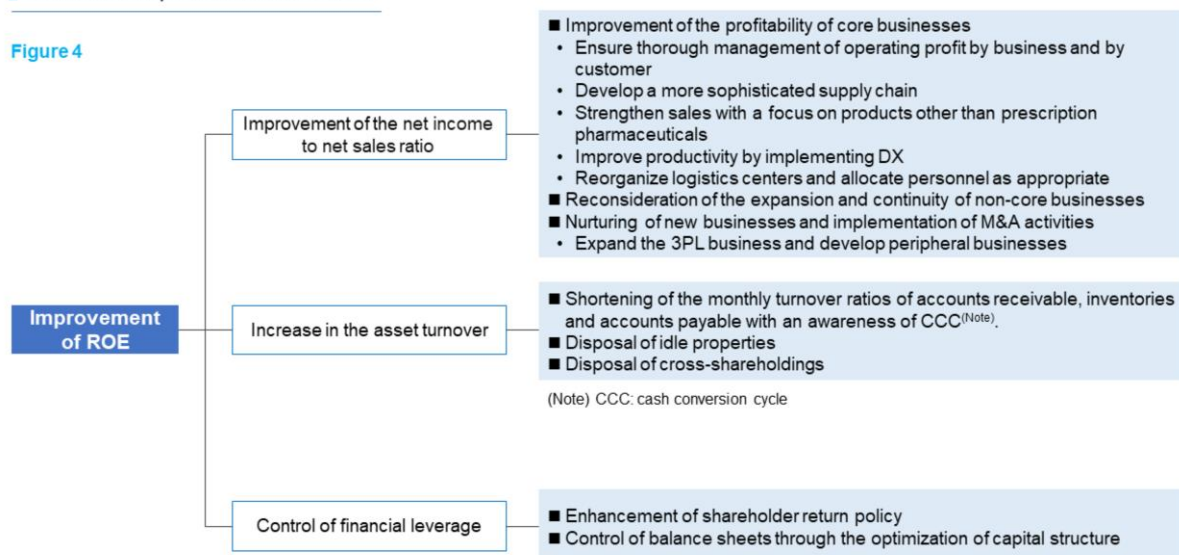 Figure 4
■ Improvement of the profitability of core businesses
• Ensure thorough management of operating profit by business and by
customer
• Develop a more sophisticated supply chain
• Strengthen sales with a focus on products other than prescription
pharmaceuticals
• Improve productivity by implementing DX
• Reorganize logistics centers and allocate personnel as appropriate
■ Reconsideration of the expansion and continuity of non-core businesses
■ Nurturing of new businesses and implementation of M&A activities
• Expand the 3PL business and develop peripheral businesses
Improvement of the net income
to net sales ratio
Improvement
of ROE
Increase in the asset turnover
■ Shortening of the monthly turnover ratios of accounts receivable, inventories
and accounts payable with an awareness of CCC(Note).
■ Disposal of idle properties
■ Disposal of cross-shareholdings
(Note) CCC: cash conversion cycle
Control of financial leverage
■ Enhancement of shareholder return policy
■ Control of balance sheets through the optimization of capital structure